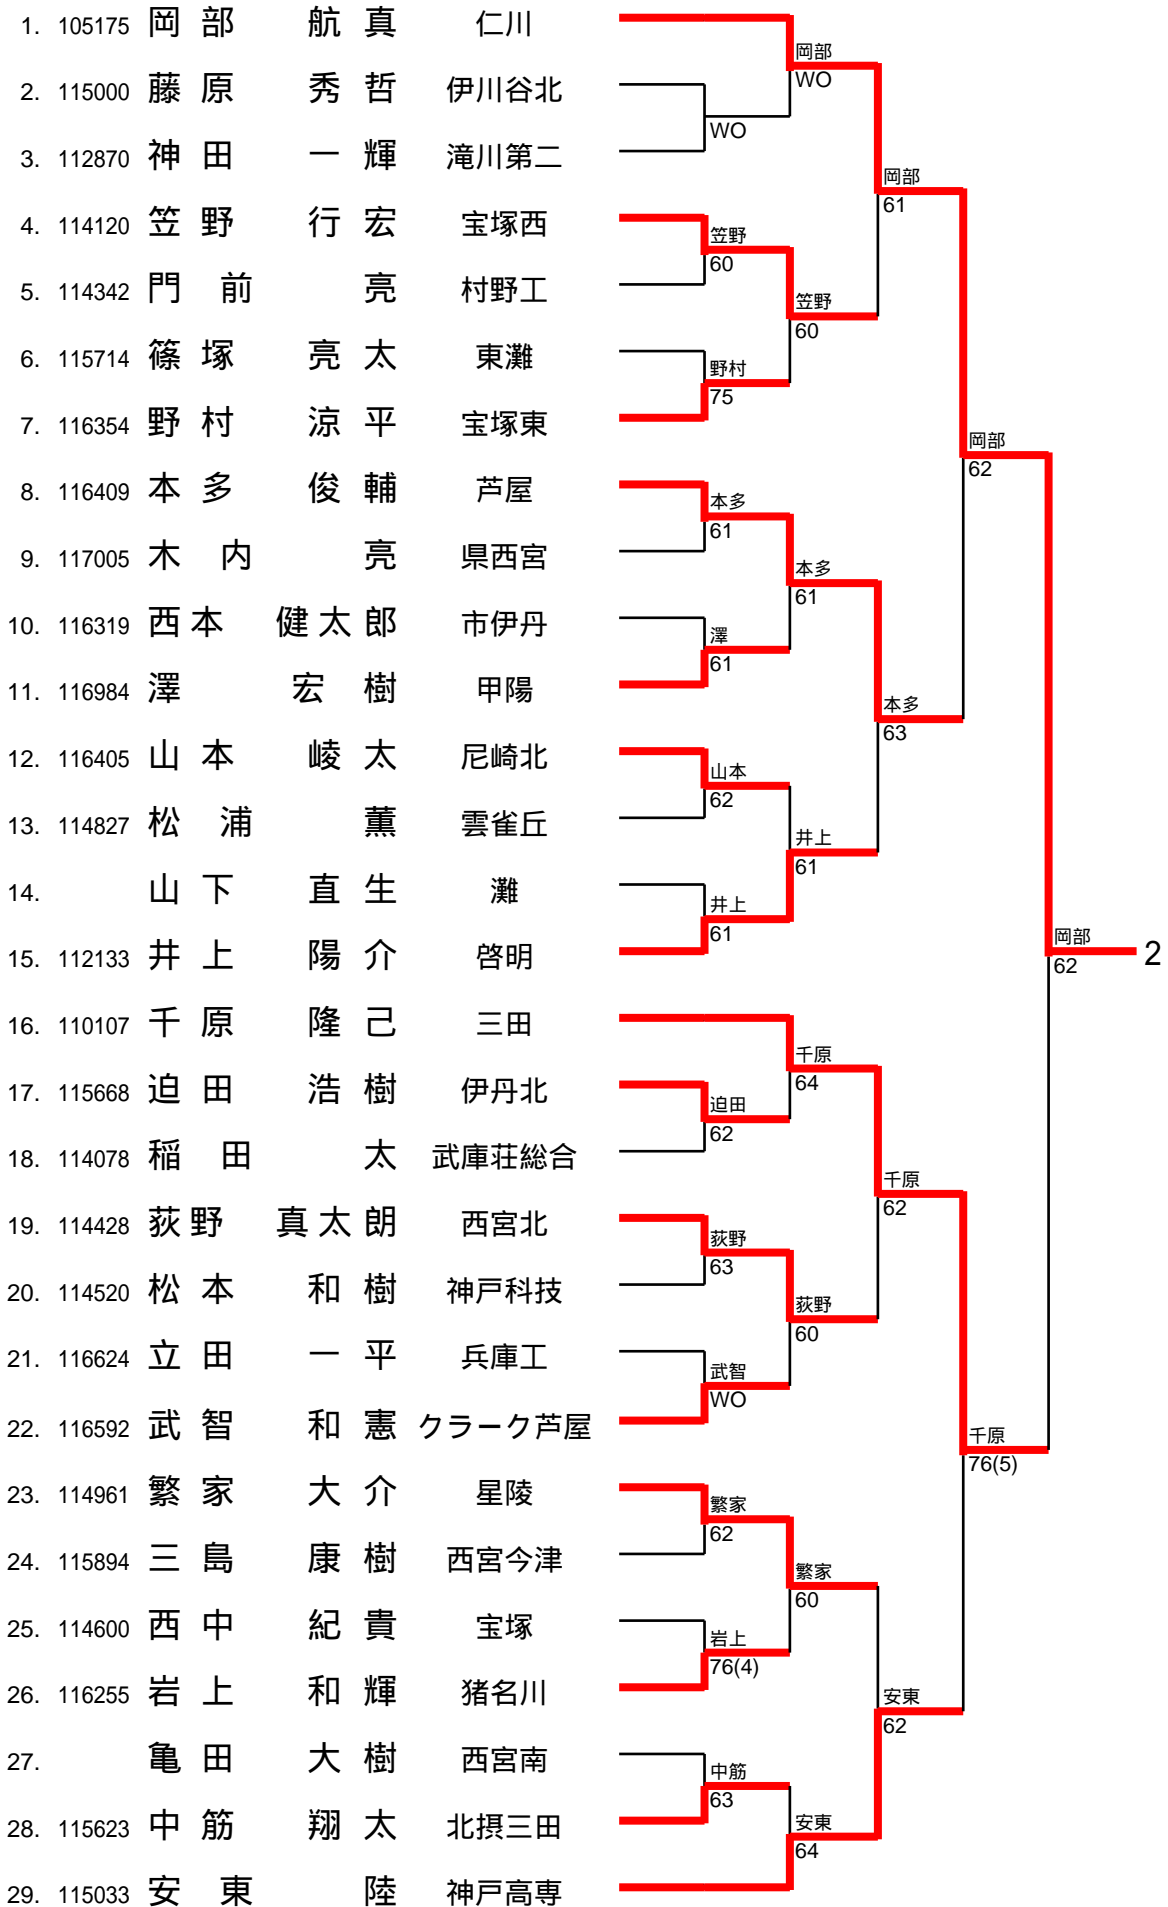 1. 105175 岡部 航真 仁川
岡部
WO
2. 115000 藤原 秀哲 伊川谷北
WO
3. 112870 神田 一輝 滝川第二
岡部
61
4. 114120 笠野 行宏 宝塚西
笠野
60
5. 114342 門前 亮 村野工
笠野
60
6. 115714 篠塚 亮太 東灘
野村
75
7. 116354 野村 涼平 宝塚東
岡部
62
8. 116409 本多 俊輔 芦屋
本多
61
9. 117005 木内 亮 県西宮
本多
61
10. 116319 西本 健太郎 市伊丹
澤
61
11. 116984 澤 宏樹 甲陽
本多
63
12. 116405 山本 崚太 尼崎北
山本
62
13. 114827 松浦 薫 雲雀丘
井上
61
14. 山下 直生 灘
井上
61
15. 112133 井上 陽介 啓明
岡部
62
2
16. 110107 千原 隆己 三田
千原
64
17. 115668 迫田 浩樹 伊丹北
迫田
62
18. 114078 稲田 太 武庫荘総合
千原
62
19. 114428 荻野 真太朗 西宮北
荻野
63
20. 114520 松本 和樹 神戸科技
荻野
60
21. 116624 立田 一平 兵庫工
武智
WO
22. 116592 武智 和憲 クラーク芦屋
千原
76(5)
23. 114961 繁家 大介 星陵
繁家
62
24. 115894 三島 康樹 西宮今津
繁家
60
25. 114600 西中 紀貴 宝塚
岩上
76(4)
26. 116255 岩上 和輝 猪名川
安東
62
27. 亀田 大樹 西宮南
中筋
63
28. 115623 中筋 翔太 北摂三田
安東
64
29. 115033 安東 陸 神戸高専